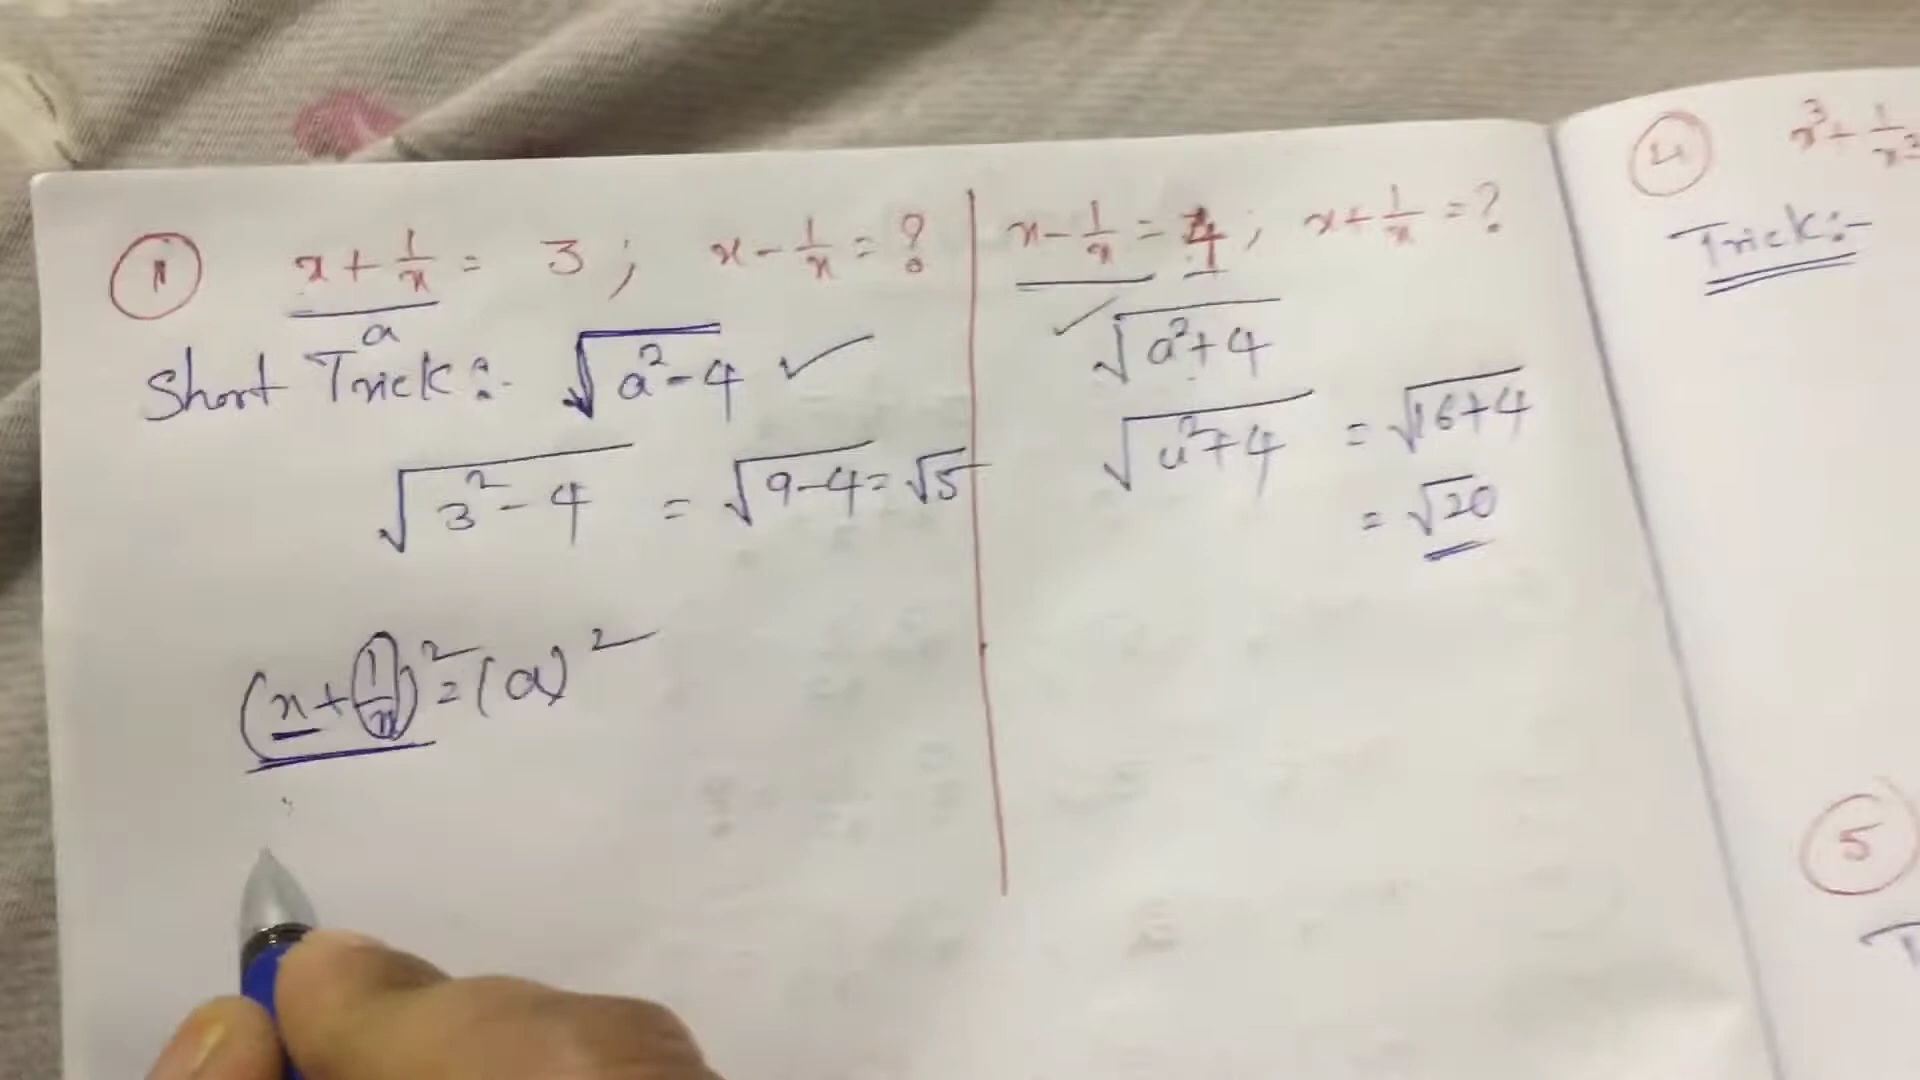 ① x + 1/x = 3 ; x - 1/x = ?
a
Short Trick :- √(a² - 4) ✓
√(3² - 4) = √(9-4) = √5
(x + 1/x)² = (a)²
x - 1/x = 4 ; x + 1/x = ?
✓ √(a² + 4)
√(4² + 4) = √(16+4)
= √20
④ x³ + 1/x³
Trick :-
⑤